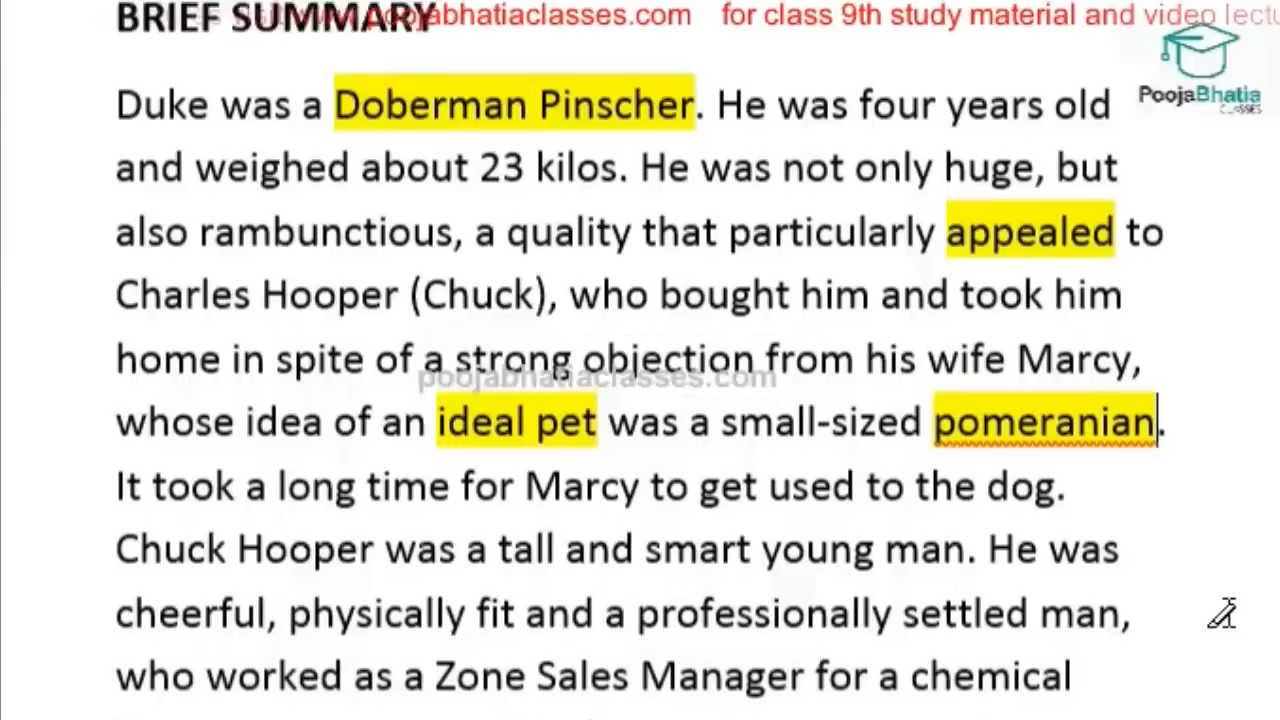 www.poojabhatiaclasses.com for class 9th study material and video lectu
BRIEF SUMMARY
PoojaBhatia
CLASSES
Duke was a Doberman Pinscher. He was four years old
and weighed about 23 kilos. He was not only huge, but
also rambunctious, a quality that particularly appealed to
Charles Hooper (Chuck), who bought him and took him
home in spite of a strong objection from his wife Marcy,
poojabhatiaclasses.com
whose idea of an ideal pet was a small-sized pomeranian.
It took a long time for Marcy to get used to the dog.
Chuck Hooper was a tall and smart young man. He was
cheerful, physically fit and a professionally settled man,
who worked as a Zone Sales Manager for a chemical